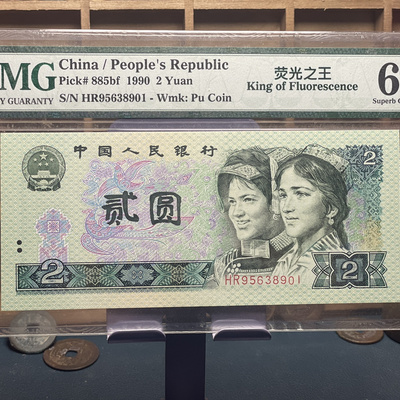 MG
Y GUARANTY
China / People's Republic
Pick# 885bf 1990 2 Yuan
S/N HR95638901 - Wmk: Pu Coin
荧光之王
King of Fluorescence
6
Superb
中国人民银行
贰圆
2
2
2
HR95638901